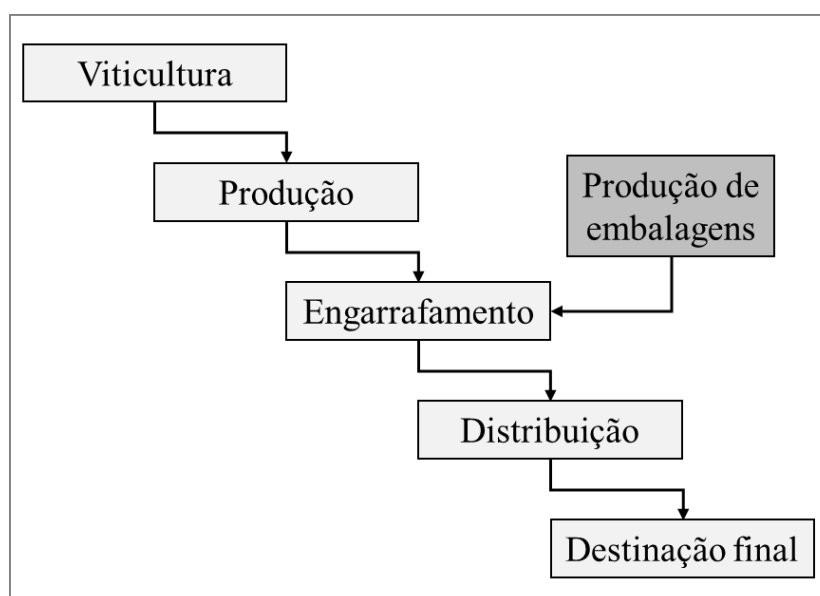 Viticultura
Produção
Produção de
embalagens
Engarrafamento
Distribuição
Destinação final